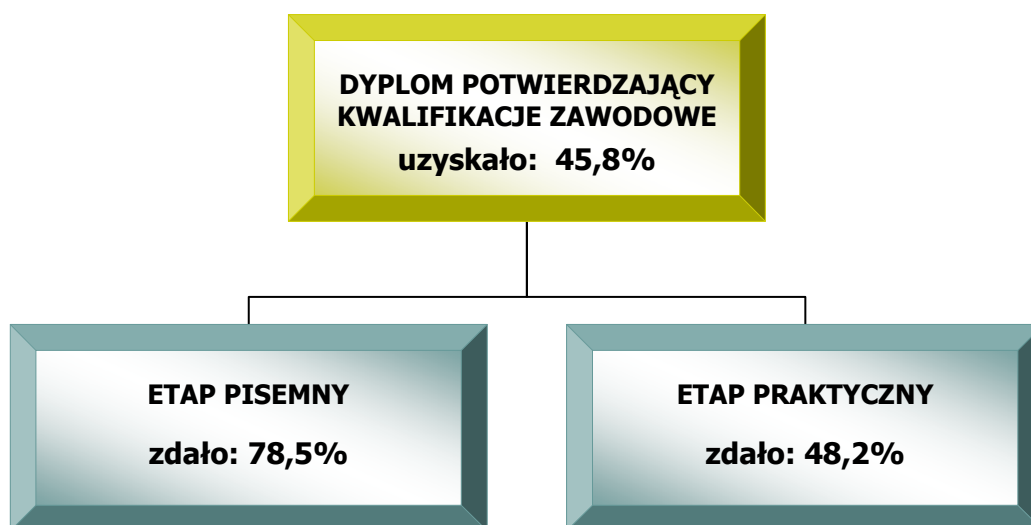 DYPLOM POTWIERDZAJĄCY
KWALIFIKACJE ZAWODOWE
uzyskało: 45,8%
ETAP PISEMNY
zdało: 78,5%
ETAP PRAKTYCZNY
zdało: 48,2%